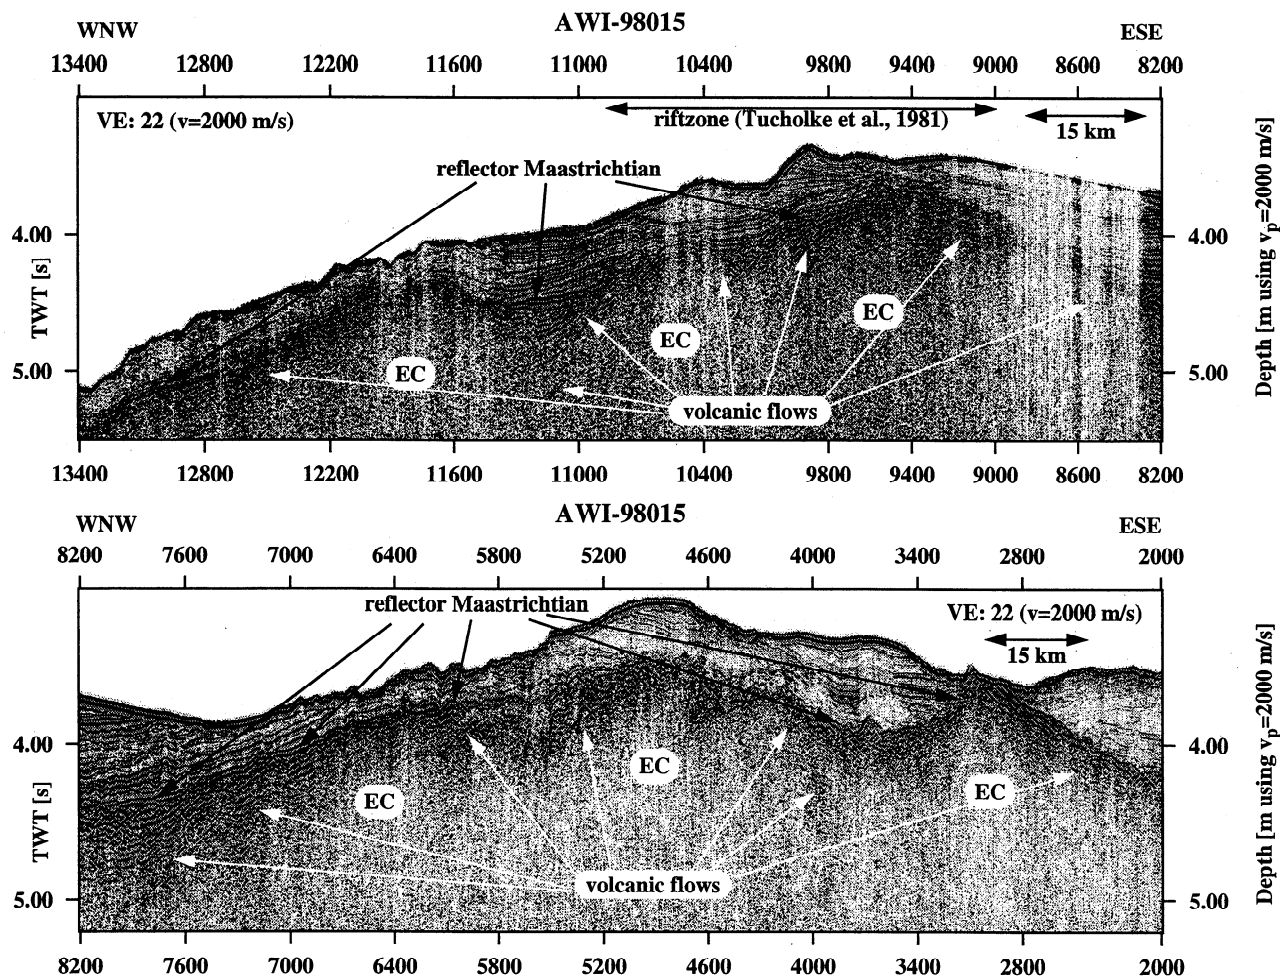 AWI-98015
WNW
ESE
13400 12800 12200 11600 11000 10400 9800 9400 9000 8600 8200
VE: 22 (v=2000 m/s)
riftzone (Tucholke et al., 1981)
15 km
reflector Maastrichtian
4.00
4.00
TWT [s]
Depth [m using vp=2000 m/s]
EC
EC
EC
5.00
5.00
volcanic flows
13400 12800 12200 11600 11000 10400 9800 9400 9000 8600 8200
AWI-98015
WNW
ESE
8200 7600 7000 6400 5800 5200 4600 4000 3400 2800 2000
reflector Maastrichtian
VE: 22 (v=2000 m/s)
15 km
4.00
4.00
TWT [s]
Depth [m using vp=2000 m/s]
EC
EC
EC
volcanic flows
5.00
5.00
8200 7600 7000 6400 5800 5200 4600 4000 3400 2800 2000